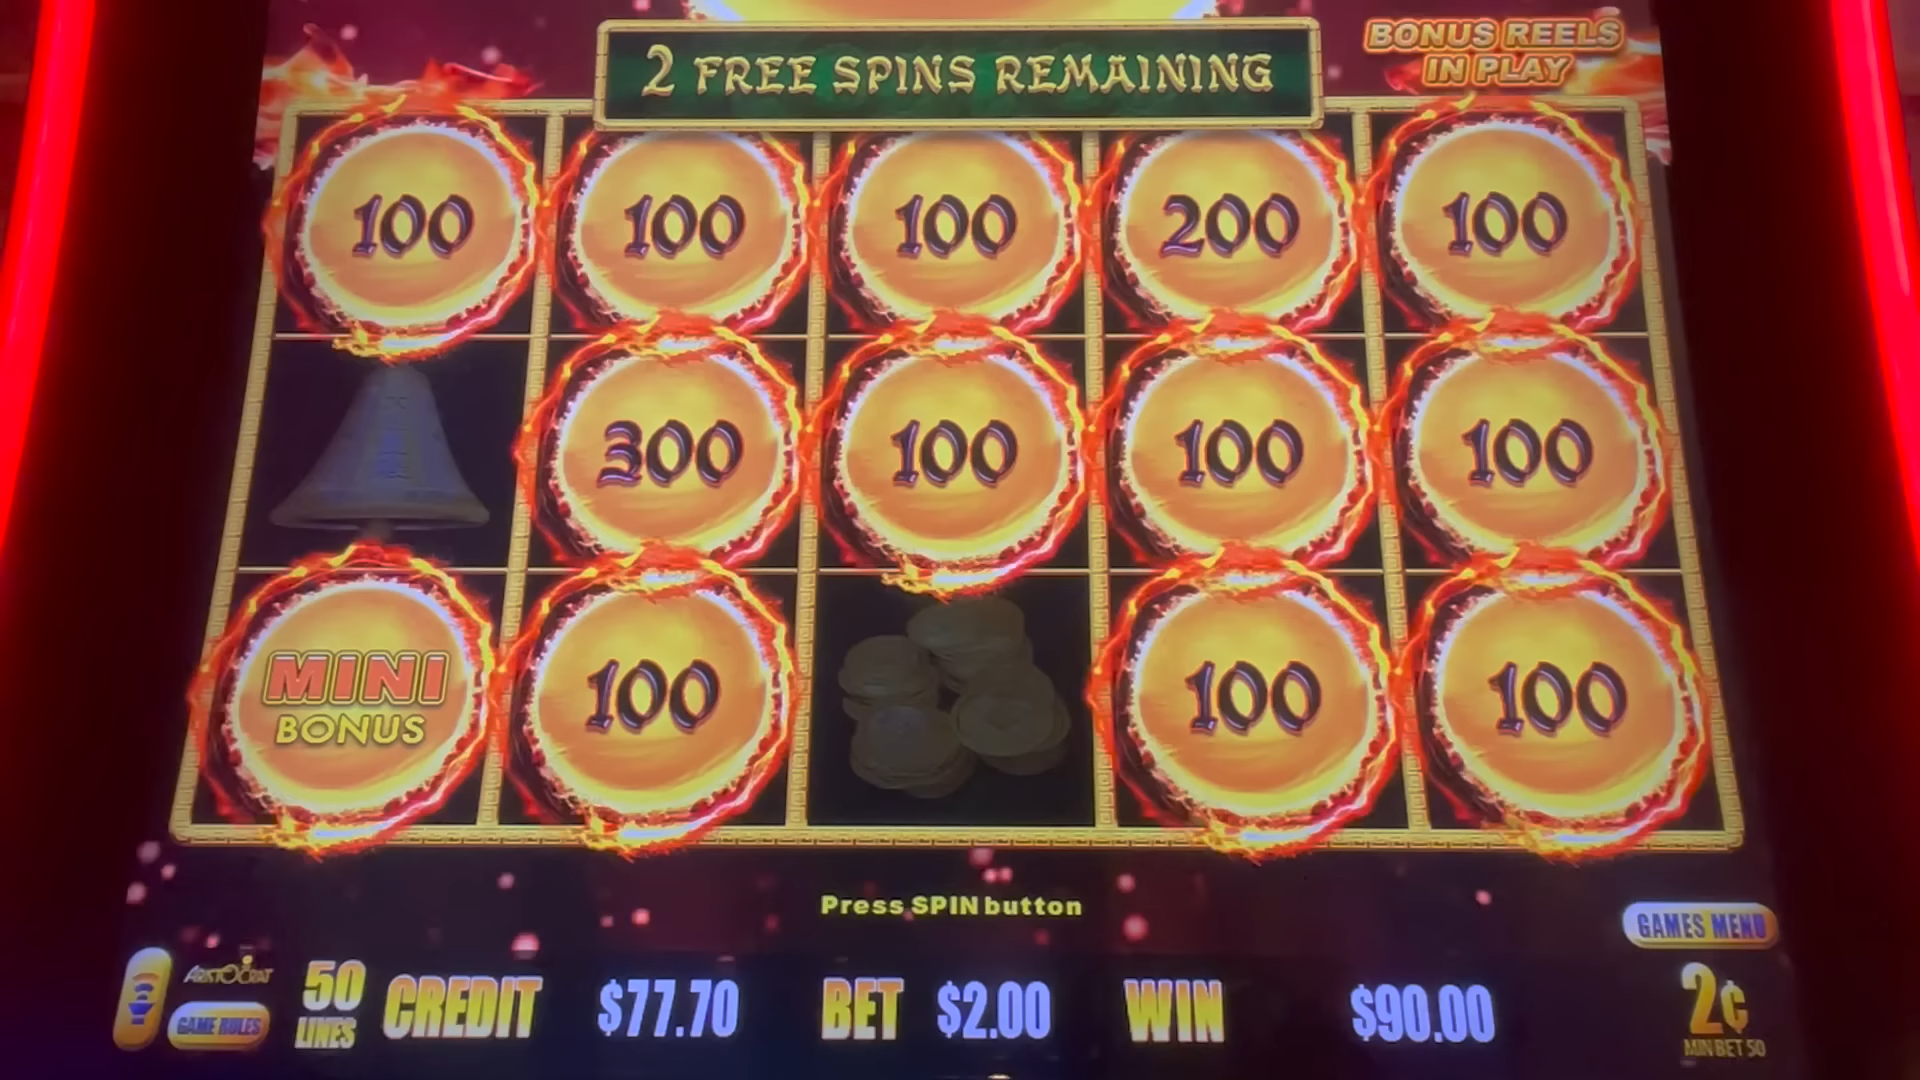 2 FREE SPINS REMAINING
BONUS REELS
IN PLAY
100 100 100 200 100
300 100 100 100
MINI
BONUS
100 100 100
Press SPIN button
GAMES MENU
ARISTOCRAT
GAME RULES
50
LINES
CREDIT $77.70 BET $2.00 WIN $90.00
2¢
MIN BET 50